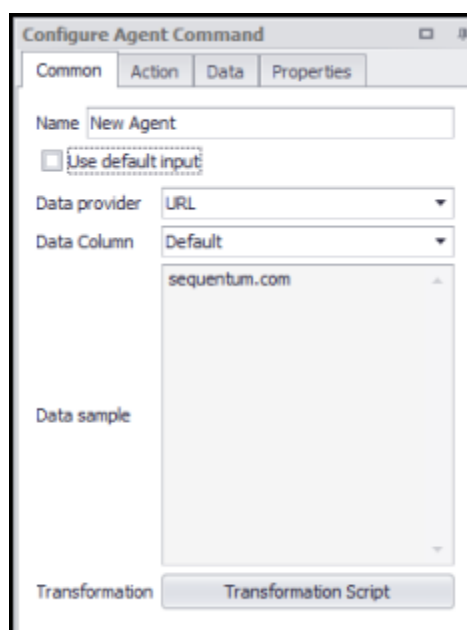 Configure Agent Command
Common Action Data Properties
Name New Agent
Use default input
Data provider URL
Data Column Default
sequentum.com
Data sample
Transformation Transformation Script